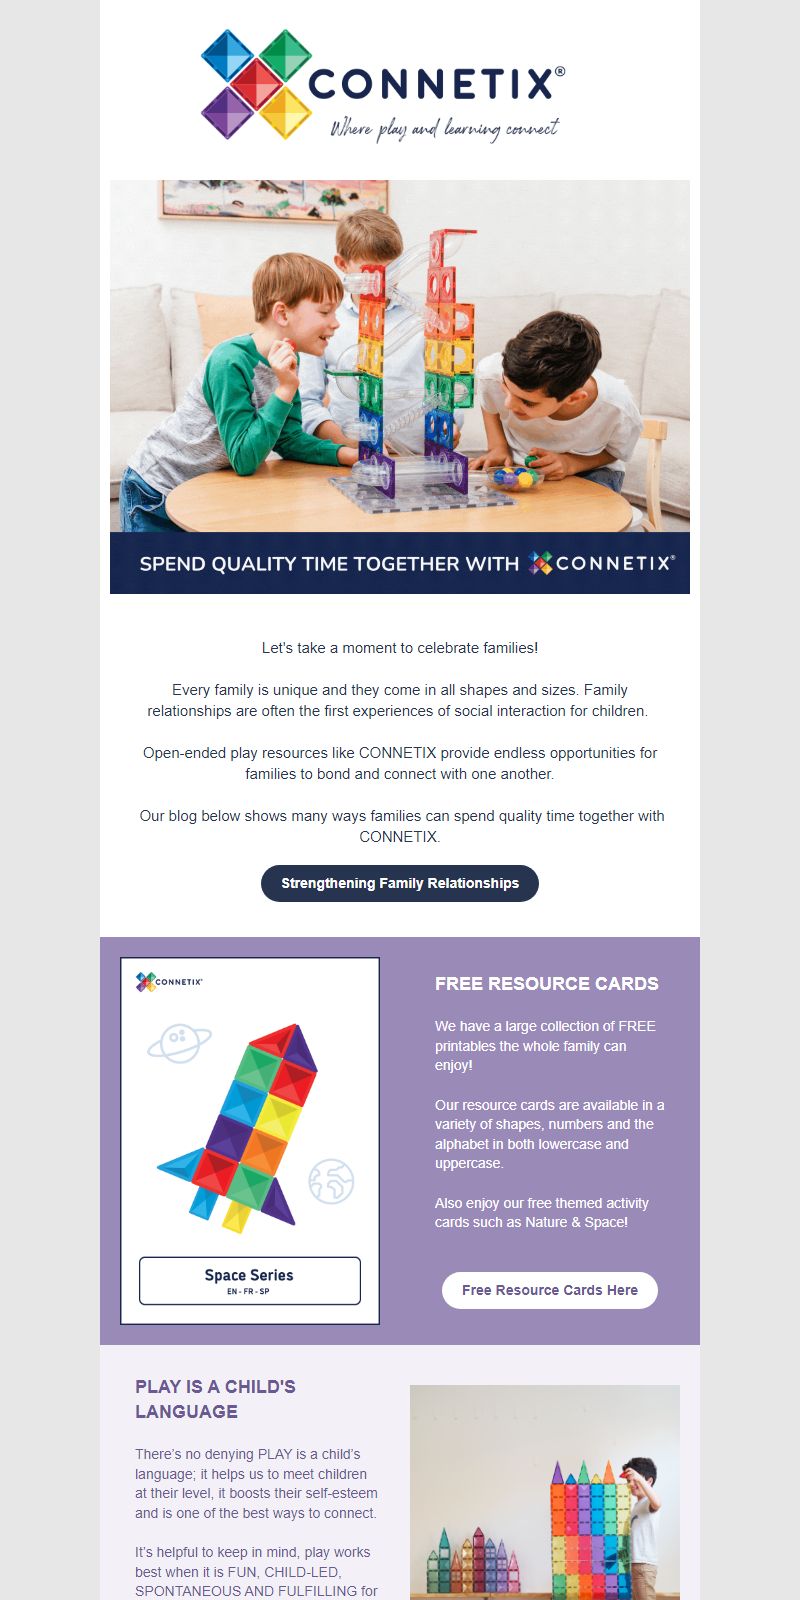 CONNETIX®
Where play and learning connect
SPEND QUALITY TIME TOGETHER WITH CONNETIX®
Let's take a moment to celebrate families!
Every family is unique and they come in all shapes and sizes. Family
relationships are often the first experiences of social interaction for children.
Open-ended play resources like CONNETIX provide endless opportunities for
families to bond and connect with one another.
Our blog below shows many ways families can spend quality time together with
CONNETIX.
Strengthening Family Relationships
CONNETIX®
Space Series
EN - FR - SP
FREE RESOURCE CARDS
We have a large collection of FREE
printables the whole family can
enjoy!
Our resource cards are available in a
variety of shapes, numbers and the
alphabet in both lowercase and
uppercase.
Also enjoy our free themed activity
cards such as Nature & Space!
Free Resource Cards Here
PLAY IS A CHILD'S
LANGUAGE
There’s no denying PLAY is a child’s
language; it helps us to meet children
at their level, it boosts their self-esteem
and is one of the best ways to connect.
It’s helpful to keep in mind, play works
best when it is FUN, CHILD-LED,
SPONTANEOUS AND FULFILLING for